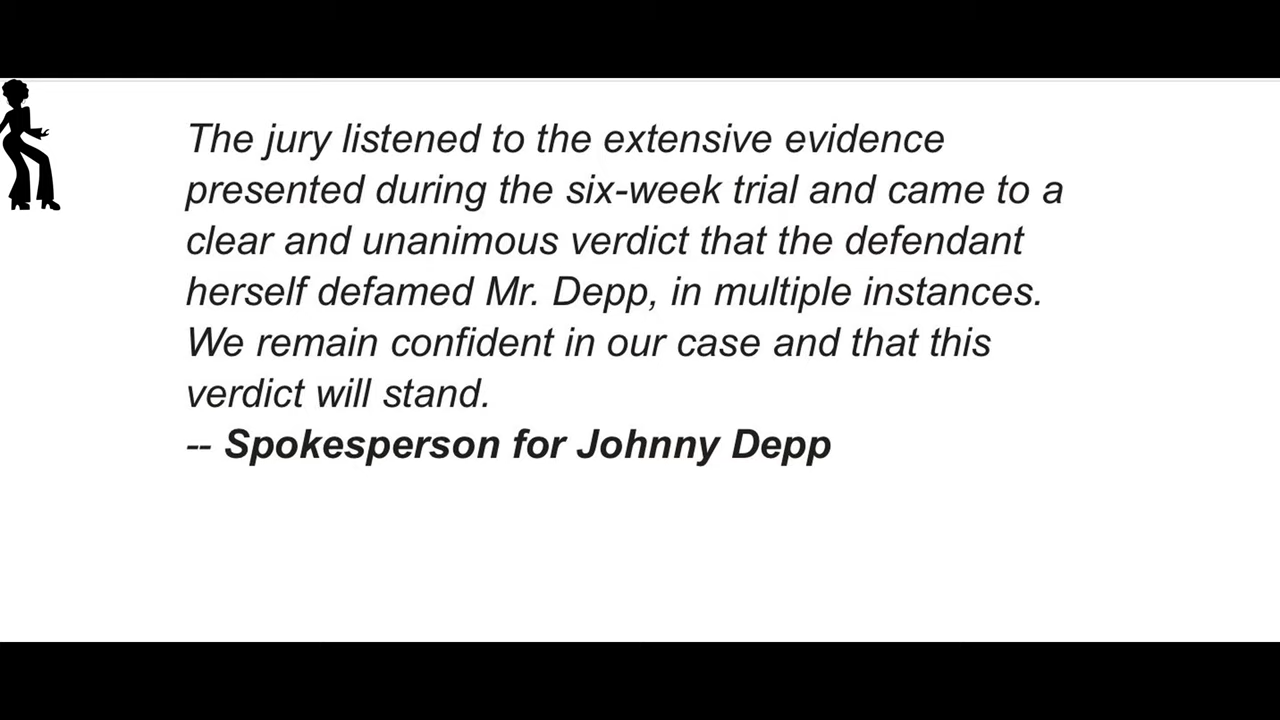 The jury listened to the extensive evidence
presented during the six-week trial and came to a
clear and unanimous verdict that the defendant
herself defamed Mr. Depp, in multiple instances.
We remain confident in our case and that this
verdict will stand.
-- Spokesperson for Johnny Depp